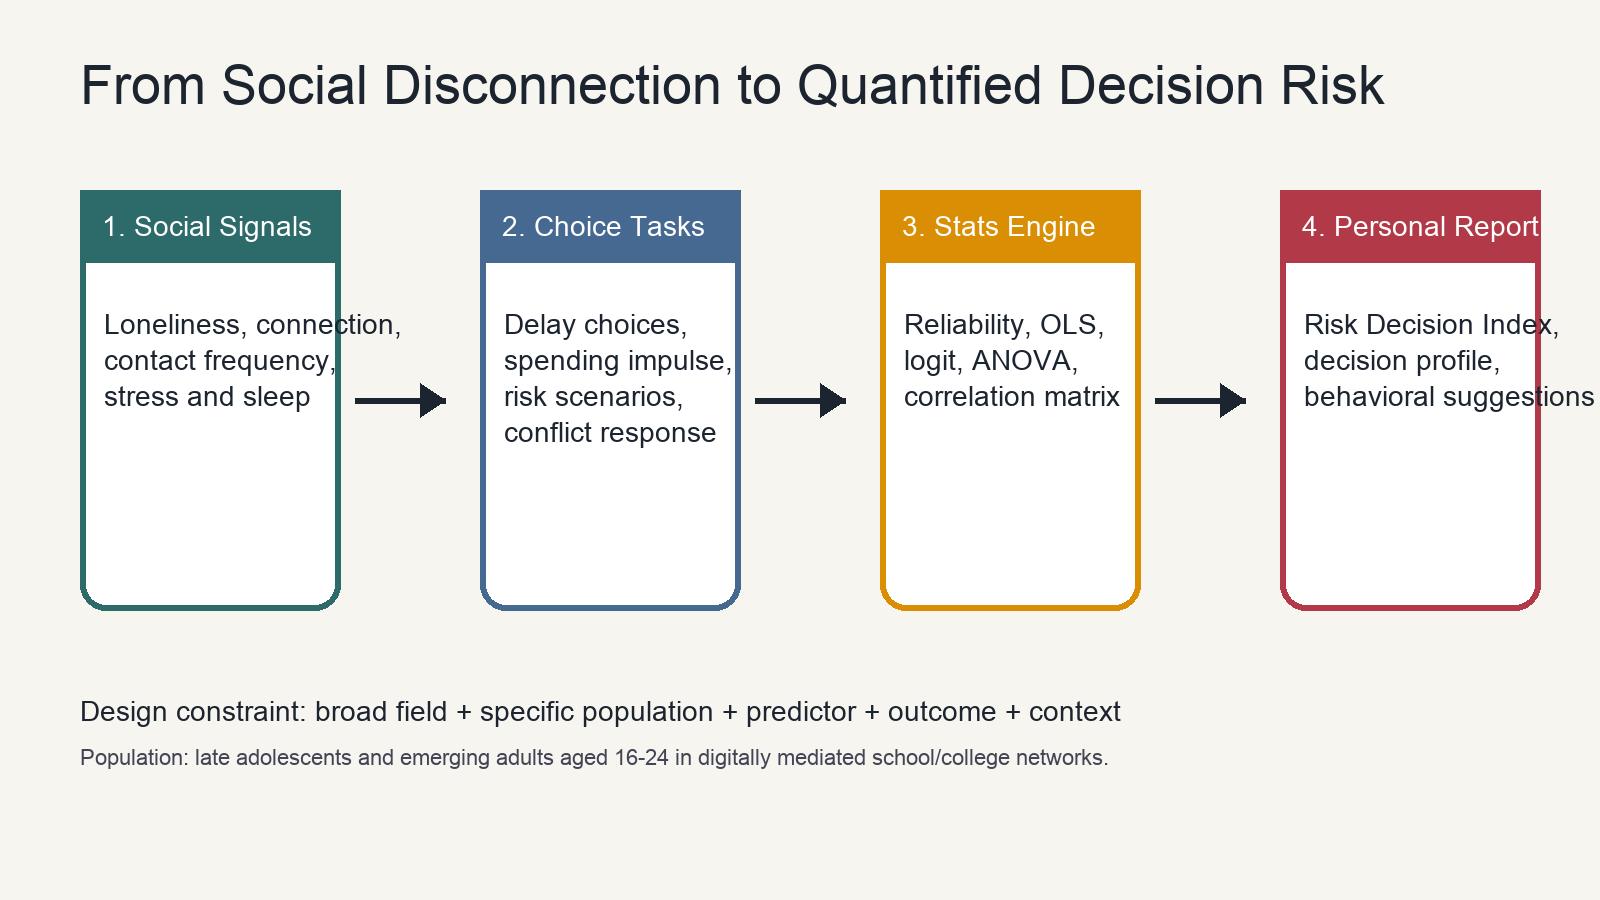 From Social Disconnection to Quantified Decision Risk
1. Social Signals
Loneliness, connection,
contact frequency,
stress and sleep
2. Choice Tasks
Delay choices,
spending impulse,
risk scenarios,
conflict response
3. Stats Engine
Reliability, OLS,
logit, ANOVA,
correlation matrix
4. Personal Report
Risk Decision Index,
decision profile,
behavioral suggestions
Design constraint: broad field + specific population + predictor + outcome + context
Population: late adolescents and emerging adults aged 16-24 in digitally mediated school/college networks.